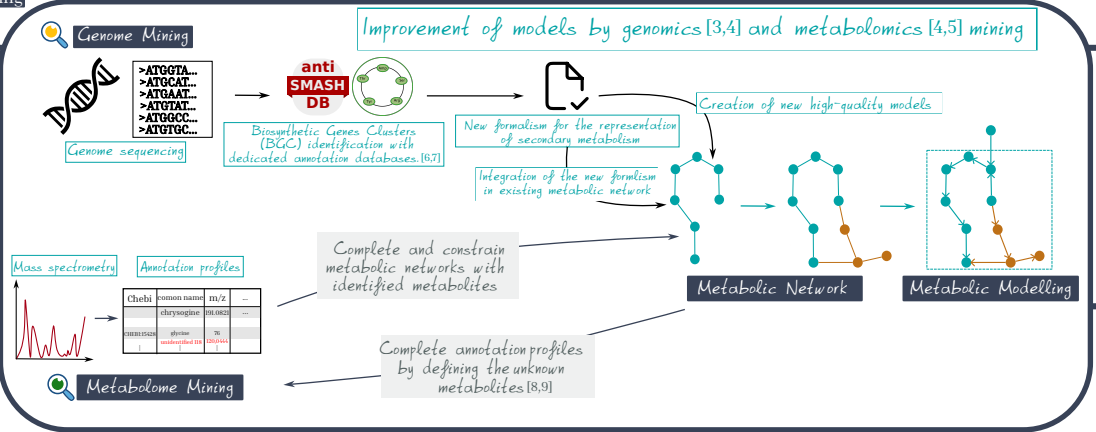 ing
Genome Mining
Improvement of models by genomics [3,4] and metabolomics [4,5] mining
>ATGGTA...
>ATGCAT...
>ATGAAT...
>ATGTAT...
>ATGGCC...
>ATGTGC...
Genome sequencing
anti
SMASH
DB
Biosynthetic Genes Clusters
(BGC) identification with
dedicated annotation databases. [6,7]
New formalism for the representation
of secondary metabolism
Integration of the new formlism
in existing metabolic network
Creation of new high-quality models
Metabolic Network
Metabolic Modelling
Complete and constrain
metabolic networks with
identified metabolites
Mass spectrometry
Annotation profiles
Chebi comon name m/z ...
chrysogine 191.0821 ...
CHEBI:15428 glycine 76
unidentified 118 120.0444
Complete annotation profiles
by defining the unknown
metabolites [8,9]
Metabolome Mining